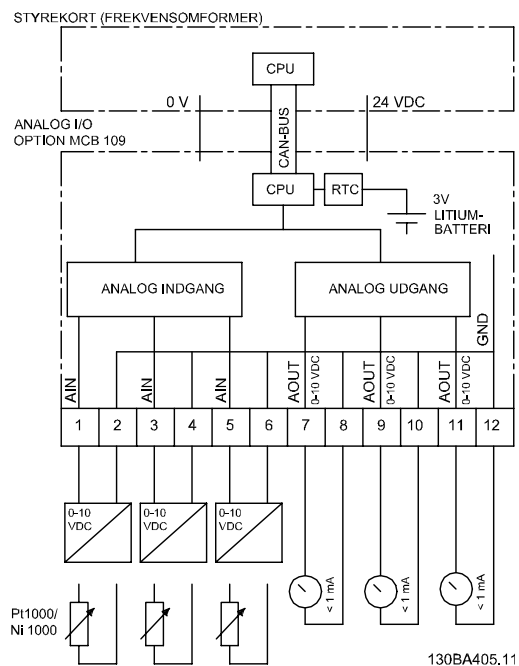 STYREKORT (FREKVENSOMFORMER)
CPU
0 V
24 VDC
CAN-BUS
ANALOG I/O
OPTION MCB 109
CPU
RTC
3V
LITIUM-
BATTERI
ANALOG INDGANG
ANALOG UDGANG
GND
AIN
AIN
AIN
AOUT
0-10 VDC
AOUT
0-10 VDC
AOUT
0-10 VDC
1 2 3 4 5 6 7 8 9 10 11 12
0-10
VDC
0-10
VDC
0-10
VDC
< 1 mA
< 1 mA
< 1 mA
Pt1000/
Ni 1000
130BA405.11